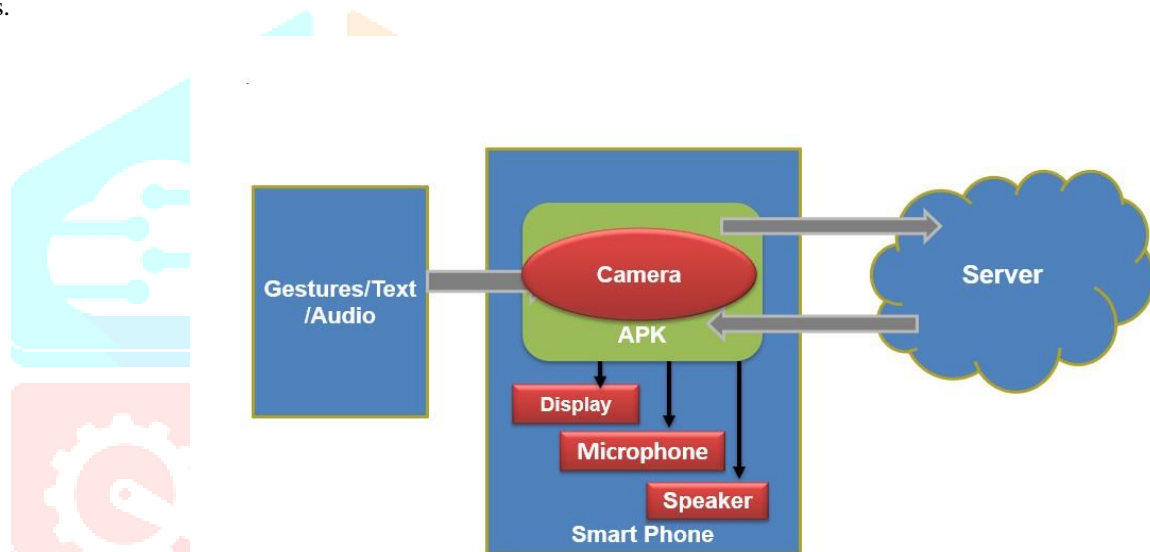 s.
Gestures/Text
/Audio
Camera
APK
Server
Display
Microphone
Speaker
Smart Phone